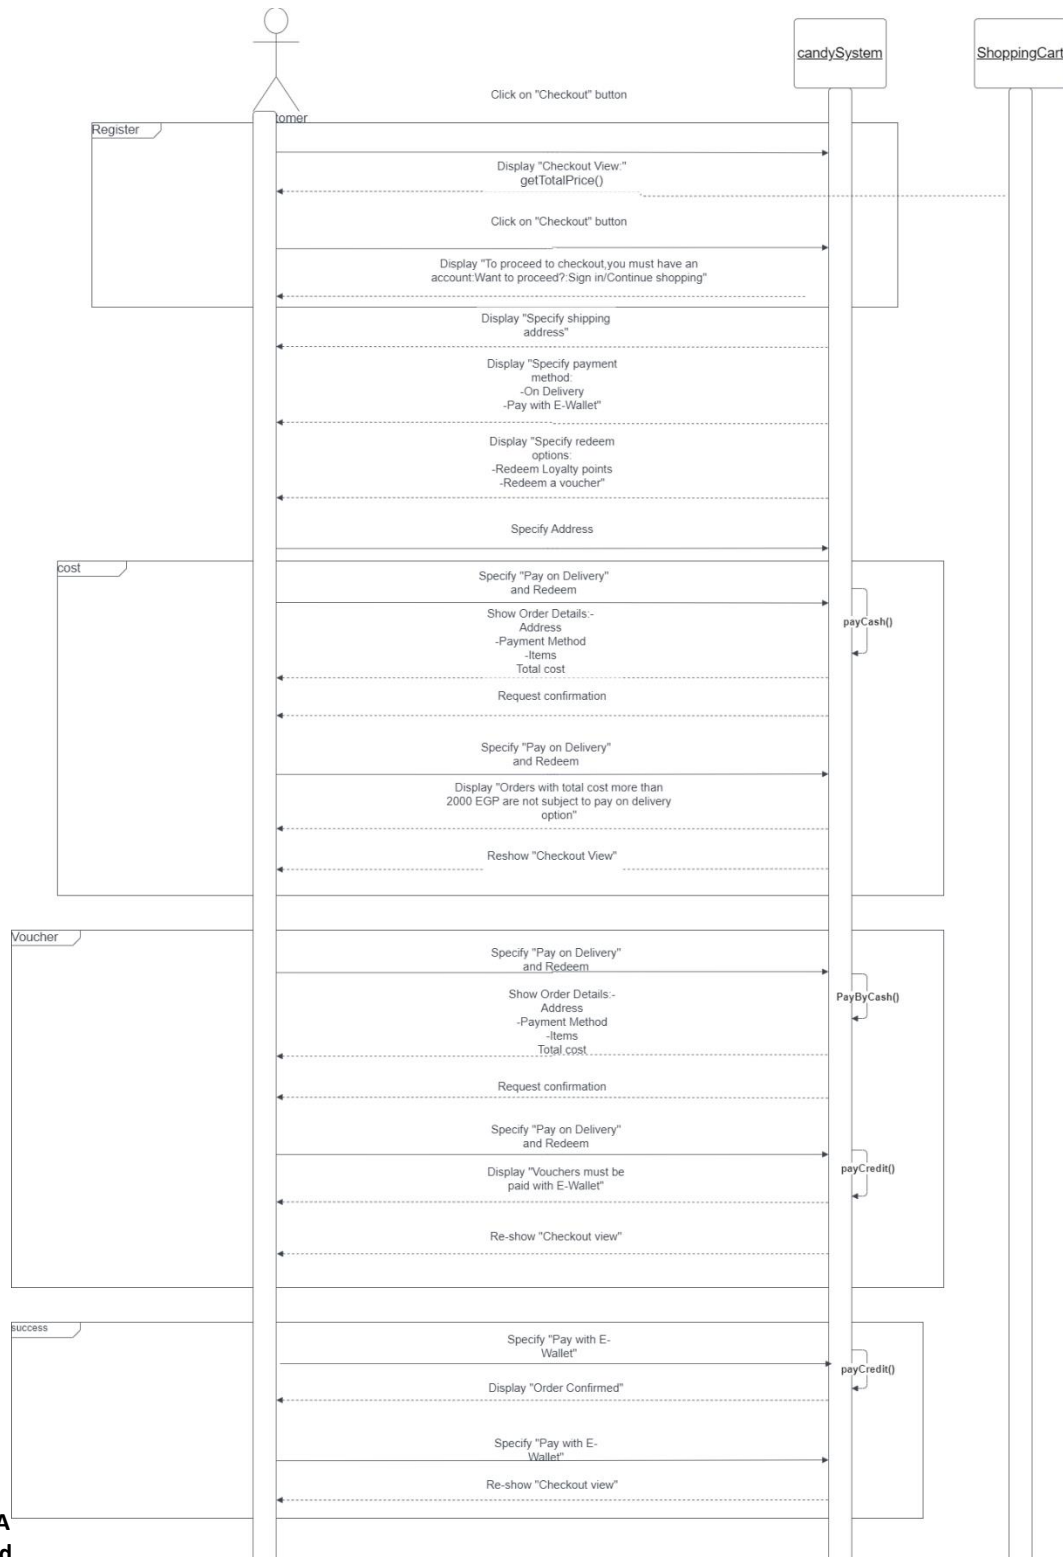 candySystem
ShoppingCart
Click on "Checkout" button
tomer
Register
Display "Checkout View:"
getTotalPrice()
Click on "Checkout" button
Display "To proceed to checkout,you must have an
account:Want to proceed?:Sign in/Continue shopping"
Display "Specify shipping
address"
Display "Specify payment
method:
-On Delivery
-Pay with E-Wallet"
Display "Specify redeem
options:
-Redeem Loyalty points
-Redeem a voucher"
Specify Address
cost
Specify "Pay on Delivery"
and Redeem
payCash()
Show Order Details:-
Address
-Payment Method
-Items
Total cost
Request confirmation
Specify "Pay on Delivery"
and Redeem
Display "Orders with total cost more than
2000 EGP are not subject to pay on delivery
option"
Reshow "Checkout View"
Voucher
Specify "Pay on Delivery"
and Redeem
PayByCash()
Show Order Details:-
Address
-Payment Method
-Items
Total cost
Request confirmation
Specify "Pay on Delivery"
and Redeem
payCredit()
Display "Vouchers must be
paid with E-Wallet"
Re-show "Checkout view"
success
Specify "Pay with E-
Wallet"
payCredit()
Display "Order Confirmed"
Specify "Pay with E-
Wallet"
Re-show "Checkout view"
A
d